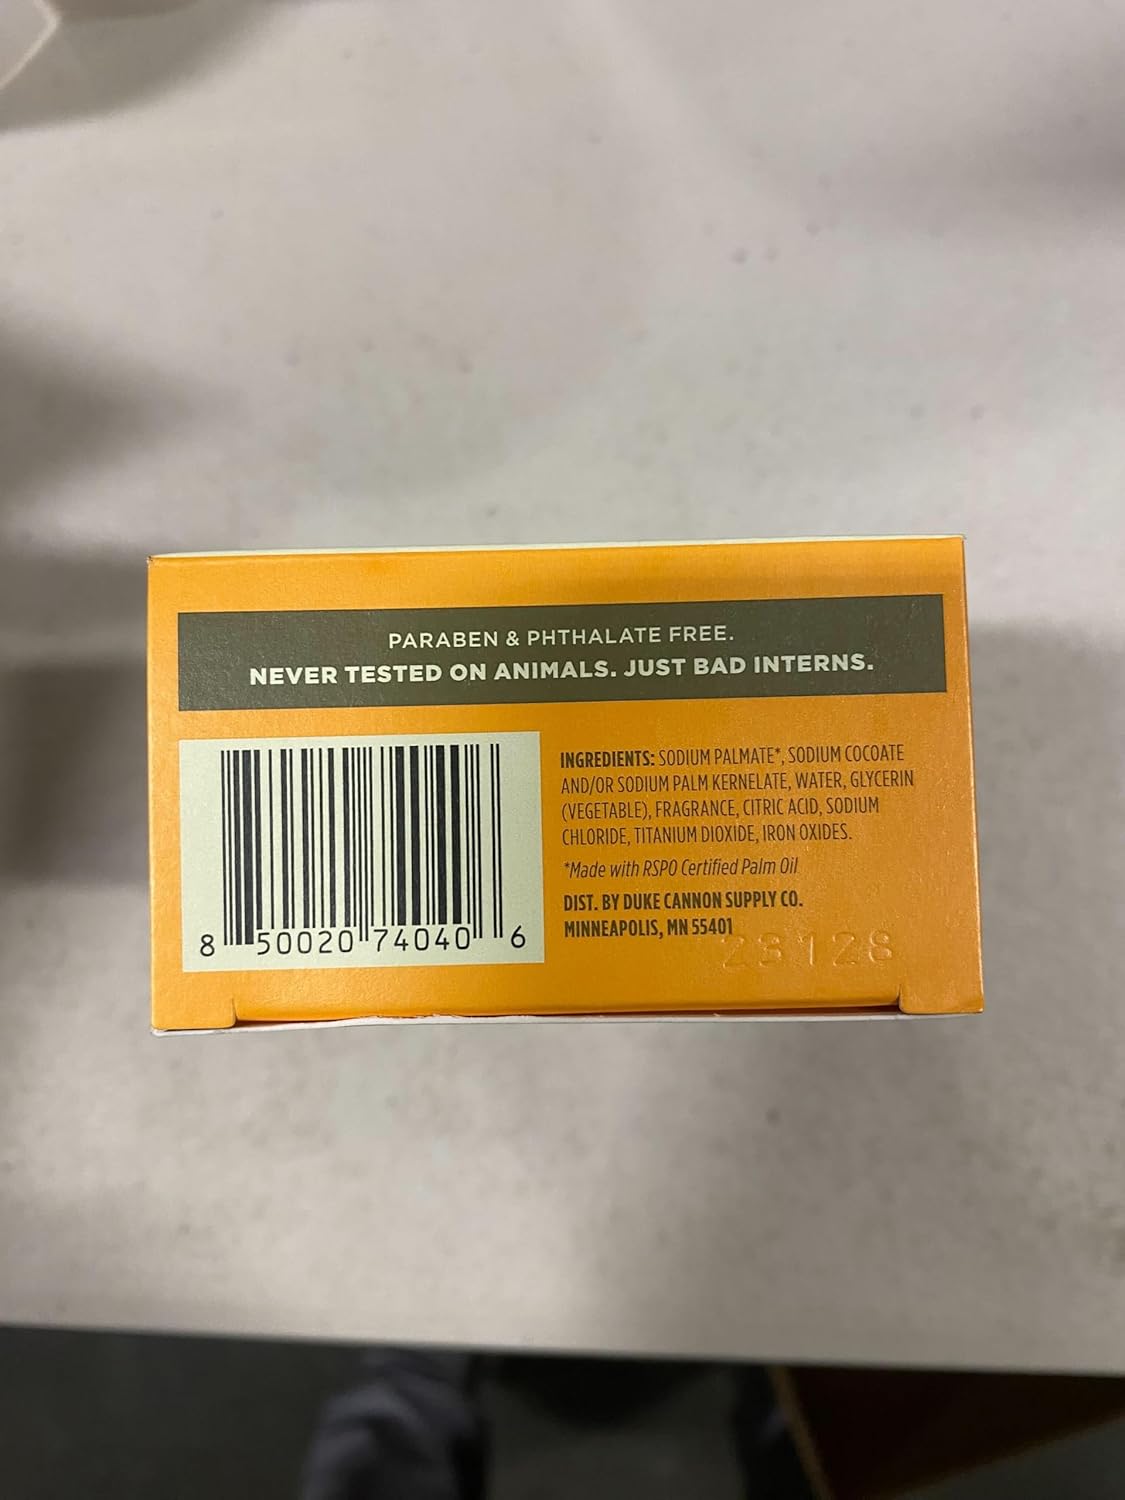 PARABEN & PHTHALATE FREE.
NEVER TESTED ON ANIMALS. JUST BAD INTERNS.
INGREDIENTS: SODIUM PALMATE*, SODIUM COCOATE
AND/OR SODIUM PALM KERNELATE, WATER, GLYCERIN
(VEGETABLE), FRAGRANCE, CITRIC ACID, SODIUM
CHLORIDE, TITANIUM DIOXIDE, IRON OXIDES.
*Made with RSPO Certified Palm Oil
DIST. BY DUKE CANNON SUPPLY CO.
MINNEAPOLIS, MN 55401
23128
8 50020 74040 6